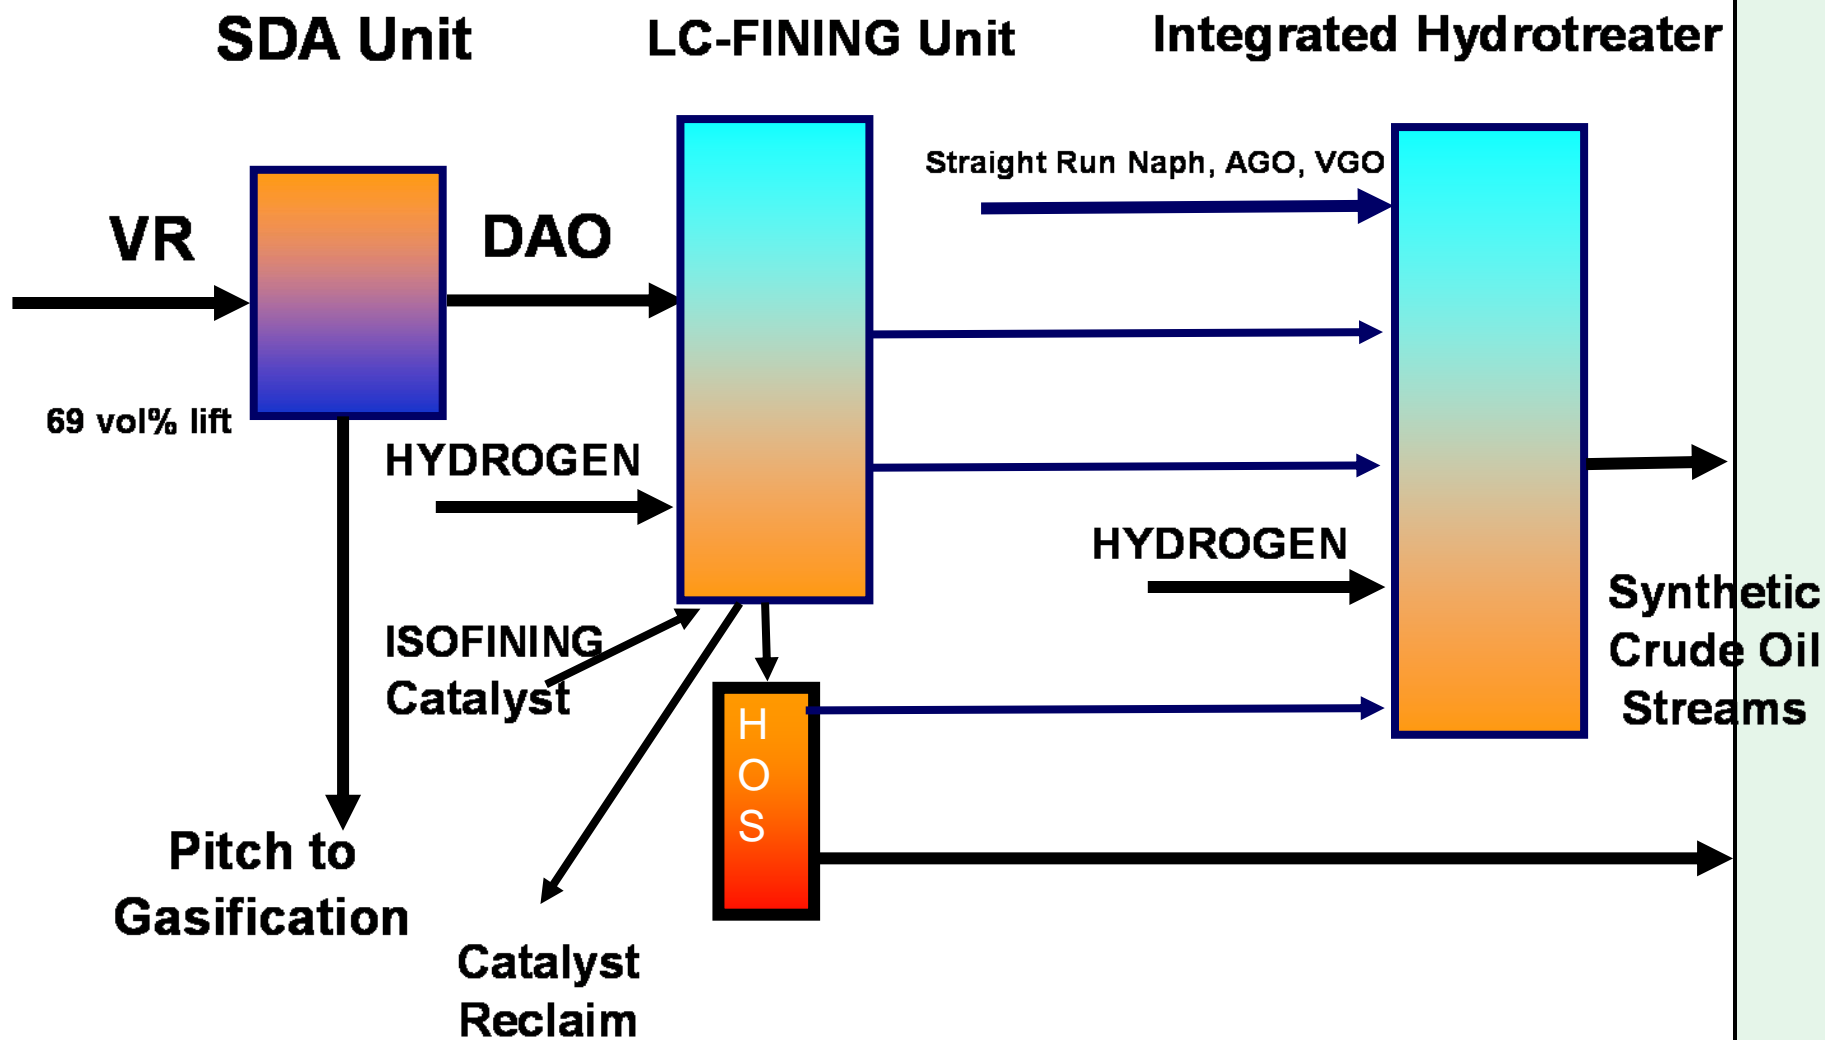 SDA Unit
LC-FINING Unit
Integrated Hydrotreater
Straight Run Naph, AGO, VGO
VR
DAO
69 vol% lift
HYDROGEN
HYDROGEN
ISOFINING
Catalyst
Synthetic
Crude Oil
Streams
H
O
S
Pitch to
Gasification
Catalyst
Reclaim